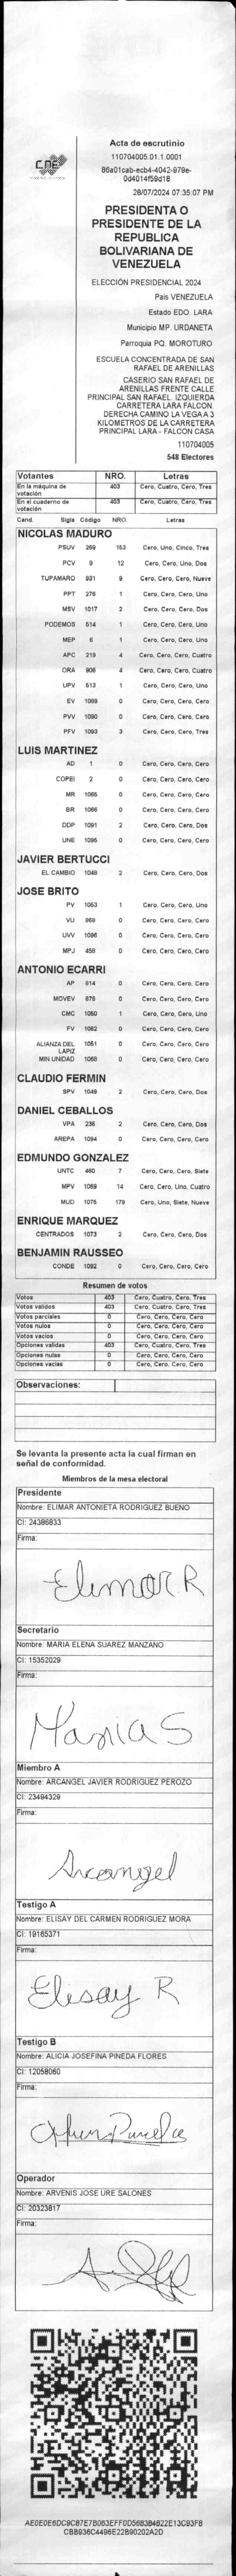 CNE
Acta de escrutinio
110704005.01.1.0001
86a01cab-ecb4-4042-979e-
0d4014f59d18
28/07/2024 07:35:07 PM
PRESIDENTA O
PRESIDENTE DE LA
REPUBLICA
BOLIVARIANA DE
VENEZUELA
ELECCIÓN PRESIDENCIAL 2024
Pais VENEZUELA
Estado EDO. LARA
Municipio MP. URDANETA
Parroquia PQ. MOROTURO
ESCUELA CONCENTRADA DE SAN
RAFAEL DE ARENILLAS
CASERIO SAN RAFAEL DE
ARENILLAS FRENTE CALLE
PRINCIPAL SAN RAFAEL. IZQUIERDA
CARRETERA LARA FALCON.
DERECHA CAMINO LA VEGA A 3
KILOMETROS DE LA CARRETERA
PRINCIPAL LARA - FALCON CASA
110704005
548 Electores
Votantes NRO. Letras
En la máquina de votación 403 Cero, Cuatro, Cero, Tres
En el cuaderno de votación 403 Cero, Cuatro, Cero, Tres
Cand. Sigla Código NRO. Letras
NICOLAS MADURO
PSUV 269 153 Cero, Uno, Cinco, Tres
PCV 9 12 Cero, Cero, Uno, Dos
TUPAMARO 931 9 Cero, Cero, Cero, Nueve
PPT 276 1 Cero, Cero, Cero, Uno
MSV 1017 2 Cero, Cero, Cero, Dos
PODEMOS 514 1 Cero, Cero, Cero, Uno
MEP 6 1 Cero, Cero, Cero, Uno
APC 219 4 Cero, Cero, Cero, Cuatro
ORA 906 4 Cero, Cero, Cero, Cuatro
UPV 513 1 Cero, Cero, Cero, Uno
EV 1089 0 Cero, Cero, Cero, Cero
PVV 1090 0 Cero, Cero, Cero, Cero
PFV 1093 3 Cero, Cero, Cero, Tres
LUIS MARTINEZ
AD 1 0 Cero, Cero, Cero, Cero
COPEI 2 0 Cero, Cero, Cero, Cero
MR 1065 0 Cero, Cero, Cero, Cero
BR 1066 0 Cero, Cero, Cero, Cero
DDP 1091 2 Cero, Cero, Cero, Dos
UNE 1095 0 Cero, Cero, Cero, Cero
JAVIER BERTUCCI
EL CAMBIO 1048 2 Cero, Cero, Cero, Dos
JOSE BRITO
PV 1053 1 Cero, Cero, Cero, Uno
VU 969 0 Cero, Cero, Cero, Cero
UVV 1096 0 Cero, Cero, Cero, Cero
MPJ 458 0 Cero, Cero, Cero, Cero
ANTONIO ECARRI
AP 914 0 Cero, Cero, Cero, Cero
MOVEV 876 0 Cero, Cero, Cero, Cero
CMC 1050 1 Cero, Cero, Cero, Uno
FV 1082 0 Cero, Cero, Cero, Cero
ALIANZA DEL LAPIZ 1051 0 Cero, Cero, Cero, Cero
MIN UNIDAD 1068 0 Cero, Cero, Cero, Cero
CLAUDIO FERMIN
SPV 1049 2 Cero, Cero, Cero, Dos
DANIEL CEBALLOS
VPA 236 2 Cero, Cero, Cero, Dos
AREPA 1094 0 Cero, Cero, Cero, Cero
EDMUNDO GONZALEZ
UNTC 460 7 Cero, Cero, Cero, Siete
MPV 1069 14 Cero, Cero, Uno, Cuatro
MUD 1075 179 Cero, Uno, Siete, Nueve
ENRIQUE MARQUEZ
CENTRADOS 1073 2 Cero, Cero, Cero, Dos
BENJAMIN RAUSSEO
CONDE 1092 0 Cero, Cero, Cero, Cero
Resumen de votos
Votos 403 Cero, Cuatro, Cero, Tres
Votos validos 403 Cero, Cuatro, Cero, Tres
Votos parciales 0 Cero, Cero, Cero, Cero
Votos nulos 0 Cero, Cero, Cero, Cero
Votos vacios 0 Cero, Cero, Cero, Cero
Opciones validas 403 Cero, Cuatro, Cero, Tres
Opciones nulas 0 Cero, Cero, Cero, Cero
Opciones vacias 0 Cero, Cero, Cero, Cero
Observaciones:
Se levanta la presente acta la cual firman en
señal de conformidad.
Miembros de la mesa electoral
Presidente
Nombre: ELIMAR ANTONIETA RODRIGUEZ BUENO
CI: 24386833
Firma:
Elimar R
Secretario
Nombre: MARIA ELENA SUAREZ MANZANO
CI: 15352029
Firma:
Maria S
Miembro A
Nombre: ARCANGEL JAVIER RODRIGUEZ PEROZO
CI: 23494329
Firma:
Arcangel
Testigo A
Nombre: ELISAY DEL CARMEN RODRIGUEZ MORA
CI: 19165371
Firma:
Elisay R
Testigo B
Nombre: ALICIA JOSEFINA PINEDA FLORES
CI: 12058060
Firma:
Operador
Nombre: ARVENIS JOSE URE SALONES
CI: 20323817
Firma:
AE0E0E6DC9C87E7B063EFF0D568384822E13C93F8
CBB936C4496E22B90202A2D